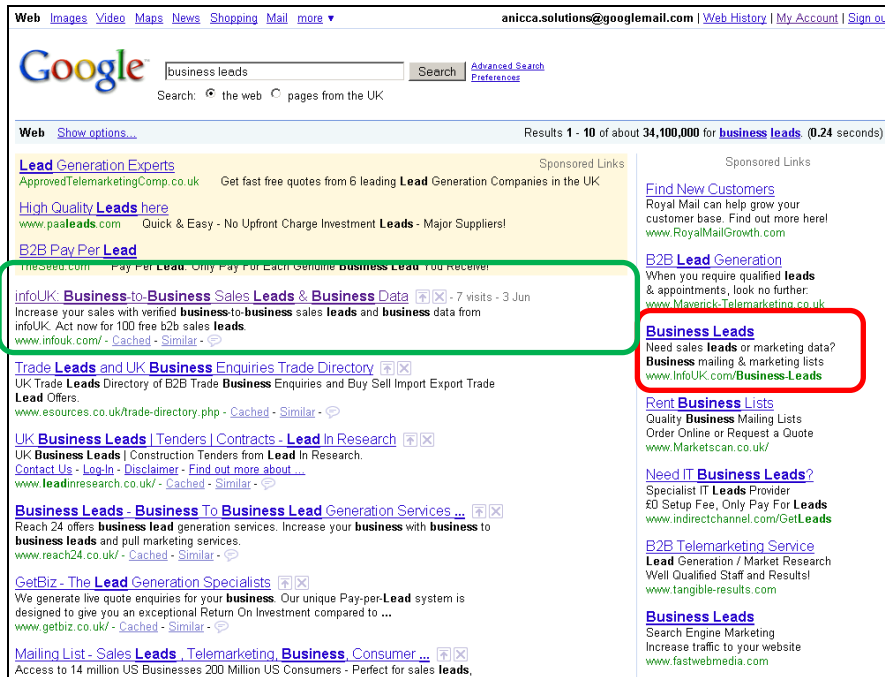 Web Images Video Maps News Shopping Mail more ▼ anicca.solutions@googlemail.com | Web History | My Account | Sign ou
Google
business leads Search Advanced Search
Preferences
Search: the web pages from the UK
Web Show options... Results 1 - 10 of about 34,100,000 for business leads. (0.24 seconds)
Sponsored Links
Lead Generation Experts
ApprovedTelemarketingComp.co.uk Get fast free quotes from 6 leading Lead Generation Companies in the UK
High Quality Leads here
www.paaleads.com Quick & Easy - No Upfront Charge Investment Leads - Major Suppliers!
B2B Pay Per Lead
TheSeed.com Pay Per Lead. Only Pay For Each Genuine Business Lead You Receive!
infoUK: Business-to-Business Sales Leads & Business Data - 7 visits - 3 Jun
Increase your sales with verified business-to-business sales leads and business data from
infoUK. Act now for 100 free b2b sales leads.
www.infouk.com/ - Cached - Similar -
Trade Leads and UK Business Enquiries Trade Directory
UK Trade Leads Directory of B2B Trade Business Enquiries and Buy Sell Import Export Trade
Lead Offers.
www.esources.co.uk/trade-directory.php - Cached - Similar -
UK Business Leads | Tenders | Contracts - Lead In Research
UK Business Leads | Construction Tenders from Lead In Research.
Contact Us - Log-In - Disclaimer - Find out more about ...
www.leadinresearch.co.uk/ - Cached - Similar -
Business Leads - Business To Business Lead Generation Services ...
Reach 24 offers business lead generation services. Increase your business with business to
business leads and pull marketing services.
www.reach24.co.uk/ - Cached - Similar -
GetBiz - The Lead Generation Specialists
We generate live quote enquiries for your business. Our unique Pay-per-Lead system is
designed to give you an exceptional Return On Investment compared to ...
www.getbiz.co.uk/ - Cached - Similar -
Mailing List - Sales Leads , Telemarketing, Business, Consumer ...
Access to 14 million US Businesses 200 Million US Consumers - Perfect for sales leads,
Sponsored Links
Find New Customers
Royal Mail can help grow your
customer base. Find out more here!
www.RoyalMailGrowth.com
B2B Lead Generation
When you require qualified leads
& appointments, look no further:
www.Maverick-Telemarketing.co.uk
Business Leads
Need sales leads or marketing data?
Business mailing & marketing lists
www.InfoUK.com/Business-Leads
Rent Business Lists
Quality Business Mailing Lists
Order Online or Request a Quote
www.Marketscan.co.uk/
Need IT Business Leads?
Specialist IT Leads Provider
£0 Setup Fee, Only Pay For Leads
www.indirectchannel.com/GetLeads
B2B Telemarketing Service
Lead Generation / Market Research
Well Qualified Staff and Results!
www.tangible-results.com
Business Leads
Search Engine Marketing
Increase traffic to your website
www.fastwebmedia.com